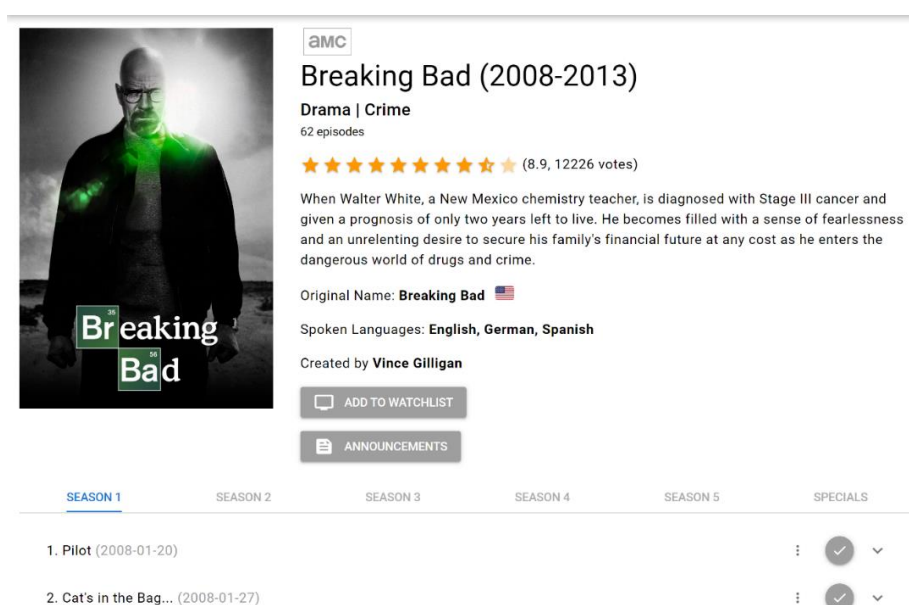 aMC
Breaking Bad (2008-2013)
Drama | Crime
62 episodes
(8.9, 12226 votes)
When Walter White, a New Mexico chemistry teacher, is diagnosed with Stage III cancer and
given a prognosis of only two years left to live. He becomes filled with a sense of fearlessness
and an unrelenting desire to secure his family's financial future at any cost as he enters the
dangerous world of drugs and crime.
Original Name: Breaking Bad
Spoken Languages: English, German, Spanish
Created by Vince Gilligan
ADD TO WATCHLIST
ANNOUNCEMENTS
35
Breaking
56
Bad
SEASON 1 SEASON 2 SEASON 3 SEASON 4 SEASON 5 SPECIALS
1. Pilot (2008-01-20)
2. Cat's in the Bag... (2008-01-27)